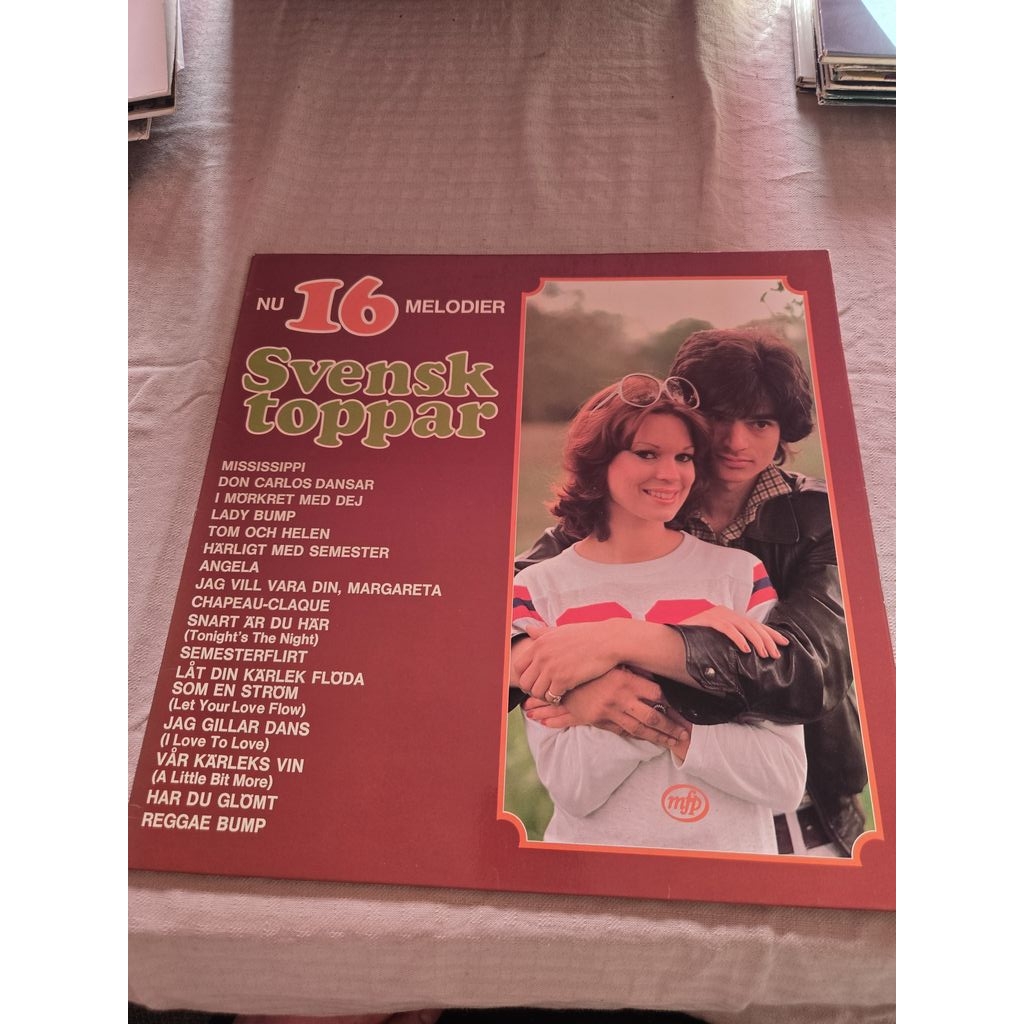 NU 16 MELODIER
Svensk
toppar
MISSISSIPPI
DON CARLOS DANSAR
I MÖRKRET MED DEJ
LADY BUMP
TOM OCH HELEN
HÄRLIGT MED SEMESTER
ANGELA
JAG VILL VARA DIN, MARGARETA
CHAPEAU-CLAQUE
SNART ÄR DU HÄR
(Tonight's The Night)
SEMESTERFLIRT
LÅT DIN KÄRLEK FLÖDA
SOM EN STRÖM
(Let Your Love Flow)
JAG GILLAR DANS
(I Love To Love)
VÅR KÄRLEKS VIN
(A Little Bit More)
HAR DU GLÖMT
REGGAE BUMP
mfp